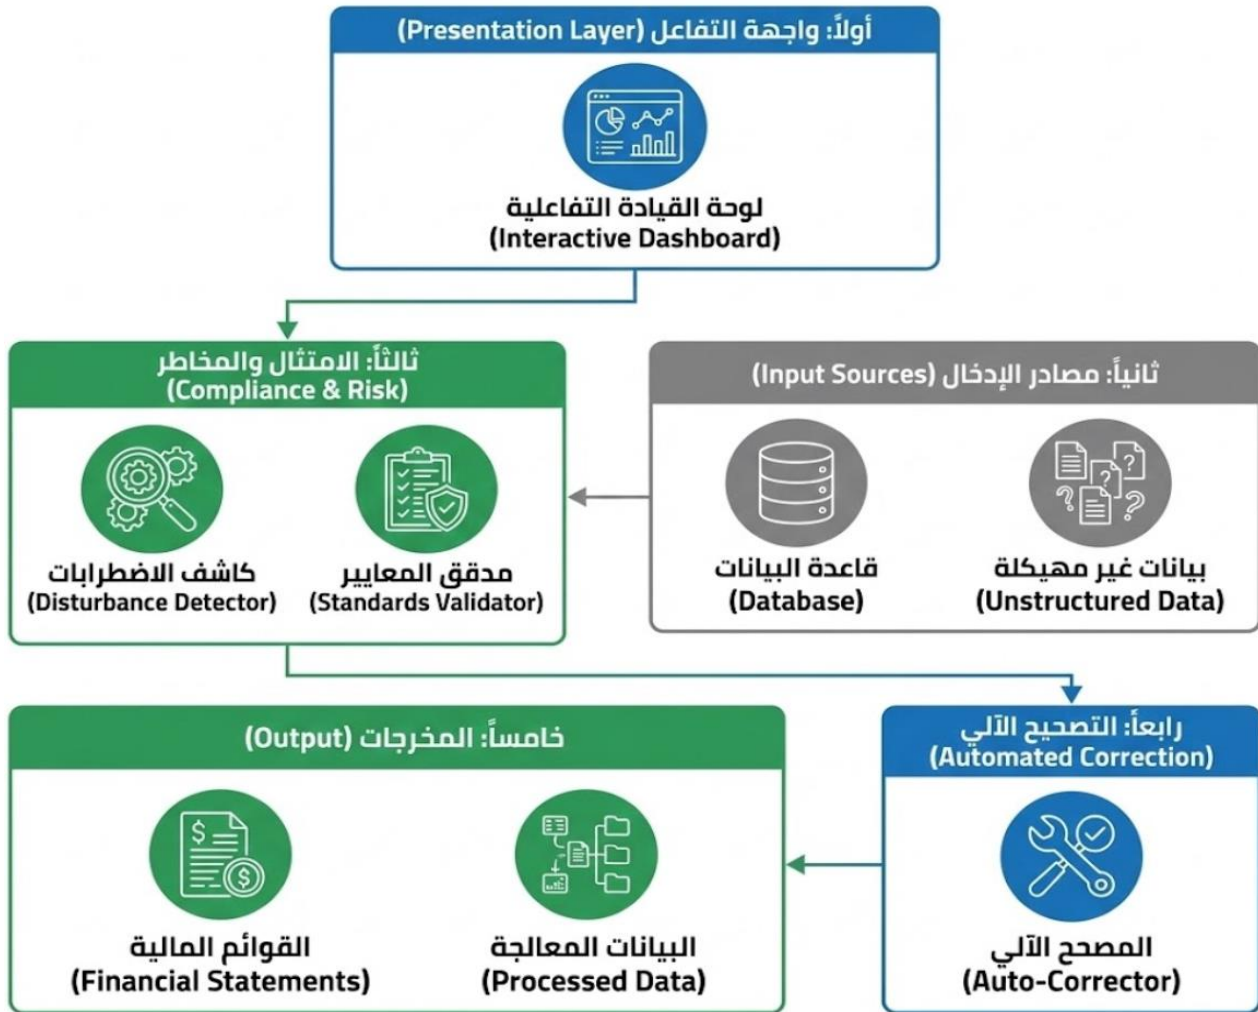 أولاً: واجهة التفاعل (Presentation Layer)
لوحة القيادة التفاعلية
(Interactive Dashboard)
ثانياً: مصادر الإدخال (Input Sources)
بيانات غير مهيكلة
(Unstructured Data)
قاعدة البيانات
(Database)
ثالثاً: الامتثال والمخاطر
(Compliance & Risk)
مدقق المعايير
(Standards Validator)
كاشف الاضطرابات
(Disturbance Detector)
رابعاً: التصحيح الآلي
(Automated Correction)
المصحح الآلي
(Auto-Corrector)
خامساً: المخرجات (Output)
البيانات المعالجة
(Processed Data)
القوائم المالية
(Financial Statements)